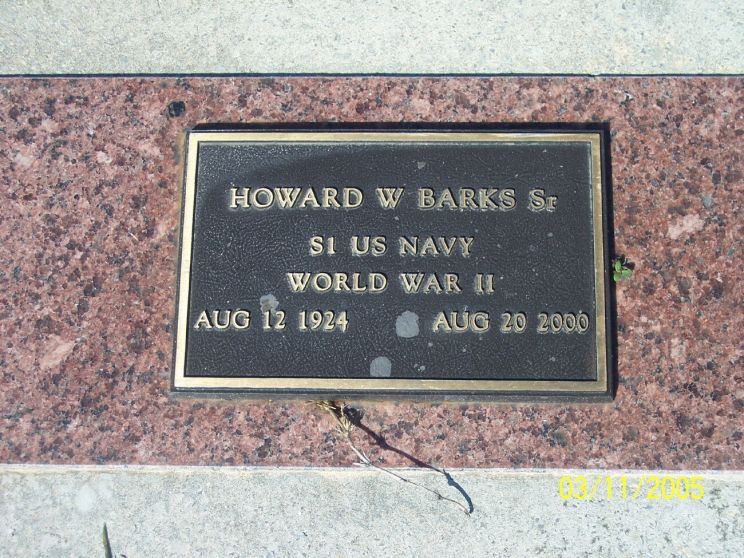 HOWARD W BARKS Sr
S1 US NAVY
WORLD WAR II
AUG 12 1924 AUG 20 2000
03/11/2005